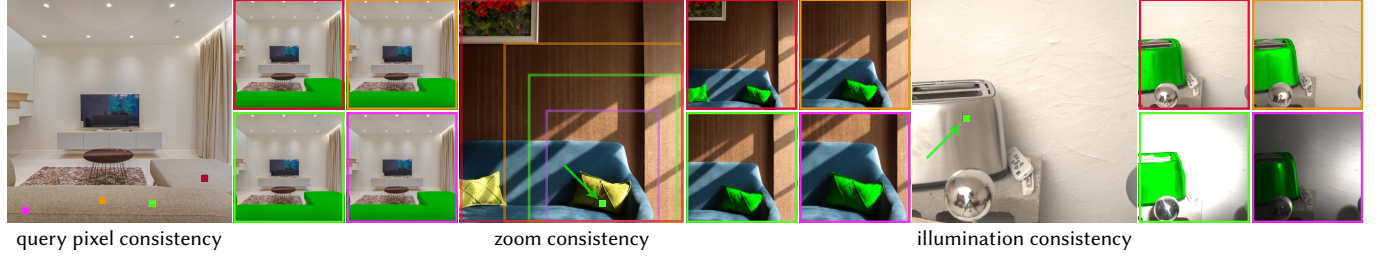 query pixel consistency
zoom consistency
illumination consistency